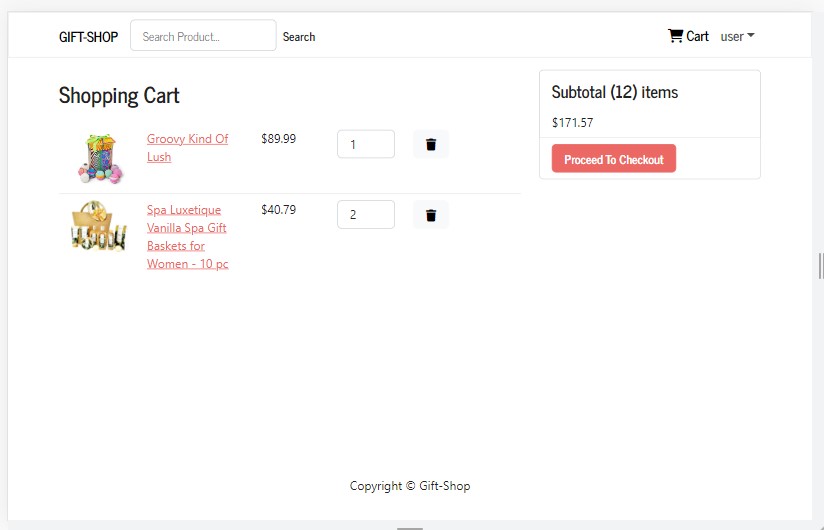 GIFT-SHOP Search Product... Search Cart user
Shopping Cart
Groovy Kind Of
Lush
$89.99
1
Spa Luxetique
Vanilla Spa Gift
Baskets for
Women - 10 pc
$40.79
2
Subtotal (12) items
$171.57
Proceed To Checkout
Copyright © Gift-Shop